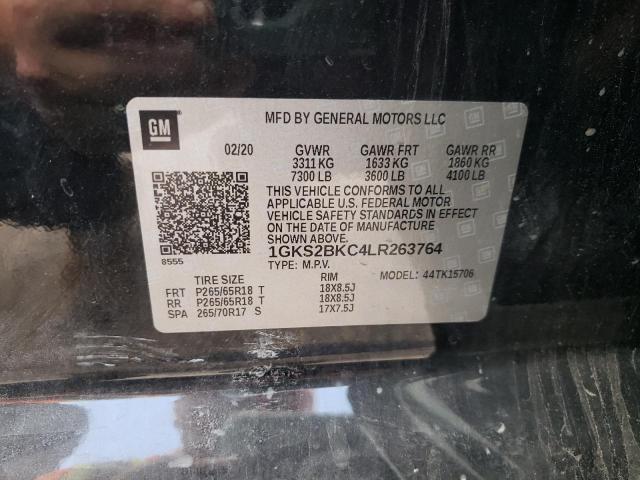 MFD BY GENERAL MOTORS LLC
GM
02/20 GVWR GAWR FRT GAWR RR
3311 KG 1633 KG 1860 KG
7300 LB 3600 LB 4100 LB
THIS VEHICLE CONFORMS TO ALL
APPLICABLE U.S. FEDERAL MOTOR
VEHICLE SAFETY STANDARDS IN EFFECT
ON THE DATE OF MANUFACTURE
SHOWN ABOVE.
1GKS2BKC4LR263764
8555
TYPE: M.P.V.
MODEL: 44TK15706
TIRE SIZE RIM
FRT P265/65R18 T 18X8.5J
RR P265/65R18 T 18X8.5J
SPA 265/70R17 S 17X7.5J